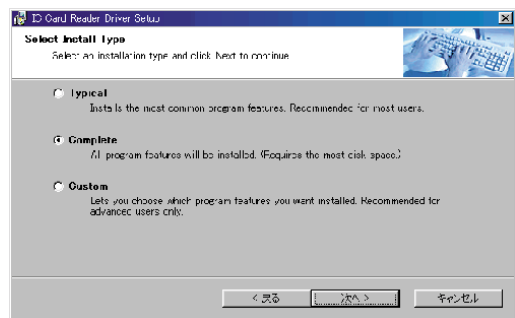 ID Card Reader Driver Setup
Select Install Type
Select an installation type and click Next to continue
Typical
Installs the most common program features. Recommended for most users.
Complete
All program features will be installed. (Requires the most disk space.)
Custom
Lets you choose which program features you want installed. Recommended for
advanced users only.
< 戻る
次へ >
キャンセル